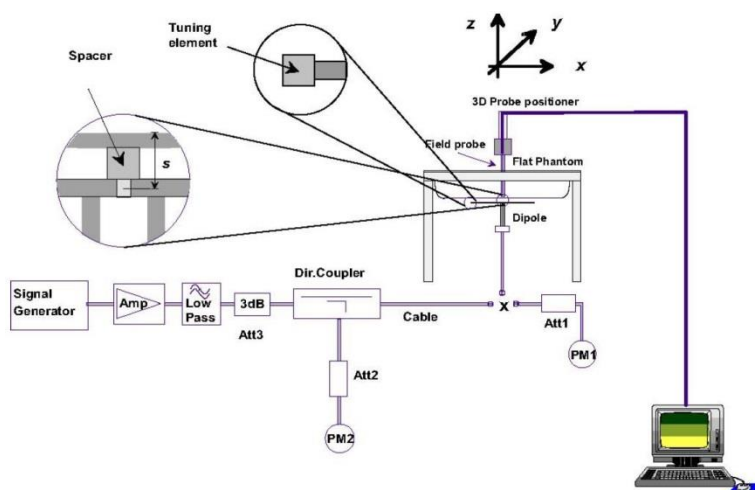 Tuning
element
Spacer
s
z
y
x
3D Probe positioner
Field probe
Flat Phantom
Dipole
Signal
Generator
Amp
Low
Pass
3dB
Att3
Dir.Coupler
Cable
x
Att1
PM1
Att2
PM2